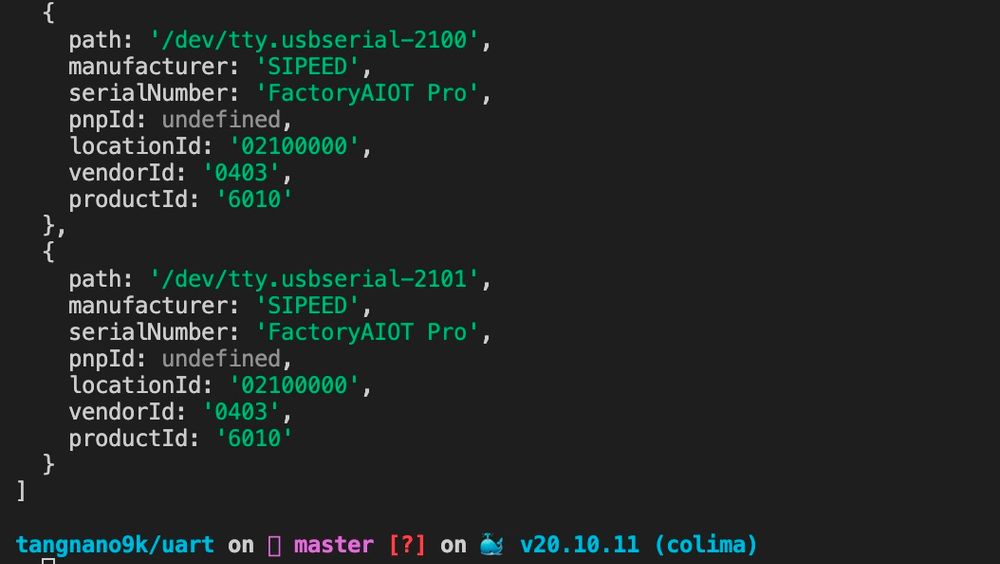 {
path: '/dev/tty.usbserial-2100',
manufacturer: 'SIPEED',
serialNumber: 'FactoryAIOT Pro',
pnpId: undefined,
locationId: '02100000',
vendorId: '0403',
productId: '6010'
},
{
path: '/dev/tty.usbserial-2101',
manufacturer: 'SIPEED',
serialNumber: 'FactoryAIOT Pro',
pnpId: undefined,
locationId: '02100000',
vendorId: '0403',
productId: '6010'
}
]
tangnano9k/uart on master [?] on 🐳 v20.10.11 (colima)